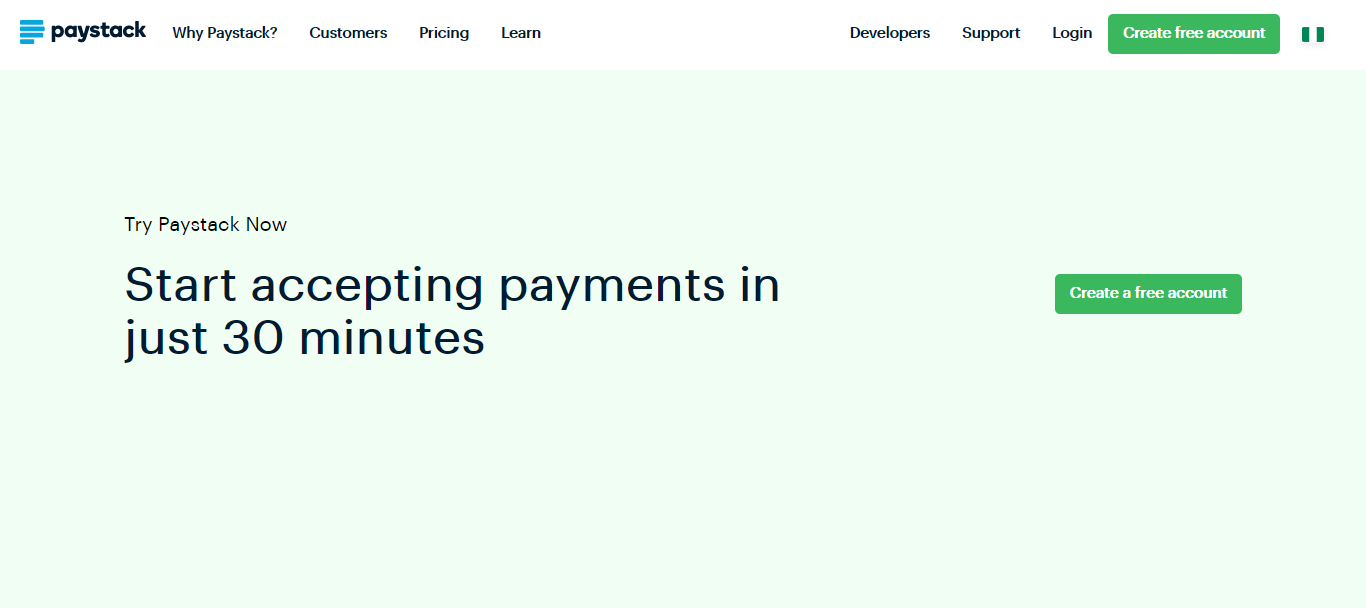 paystack Why Paystack? Customers Pricing Learn Developers Support Login Create free account
Try Paystack Now
Start accepting payments in
just 30 minutes
Create a free account